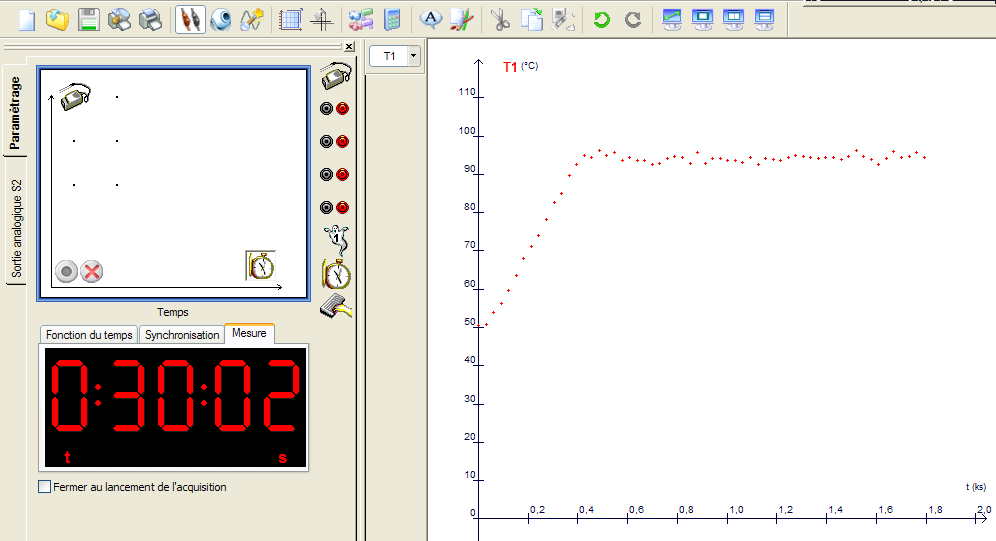 T1
T1 (°C)
Paramétrage
Sortie analogique S2
1
Temps
Fonction du temps
Synchronisation
Mesure
0:30:02
t
s
Fermer au lancement de l'acquisition
110
100
90
80
70
60
50
40
30
20
10
0
t (ks)
0,2
0,4
0,6
0,8
1,0
1,2
1,4
1,6
1,8
2,0